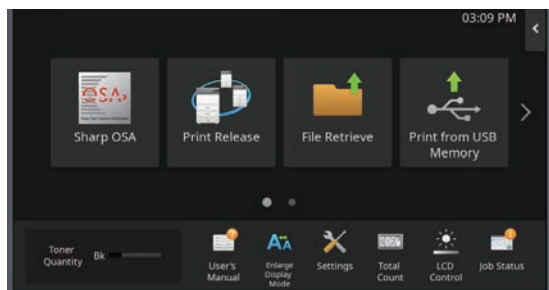 03:09 PM
OSA
Sharp OSA
Print Release
File Retrieve
Print from USB
Memory
Toner
Quantity
Bk
User's
Manual
Enlarge
Display
Mode
Settings
Total
Count
LCD
Control
Job Status